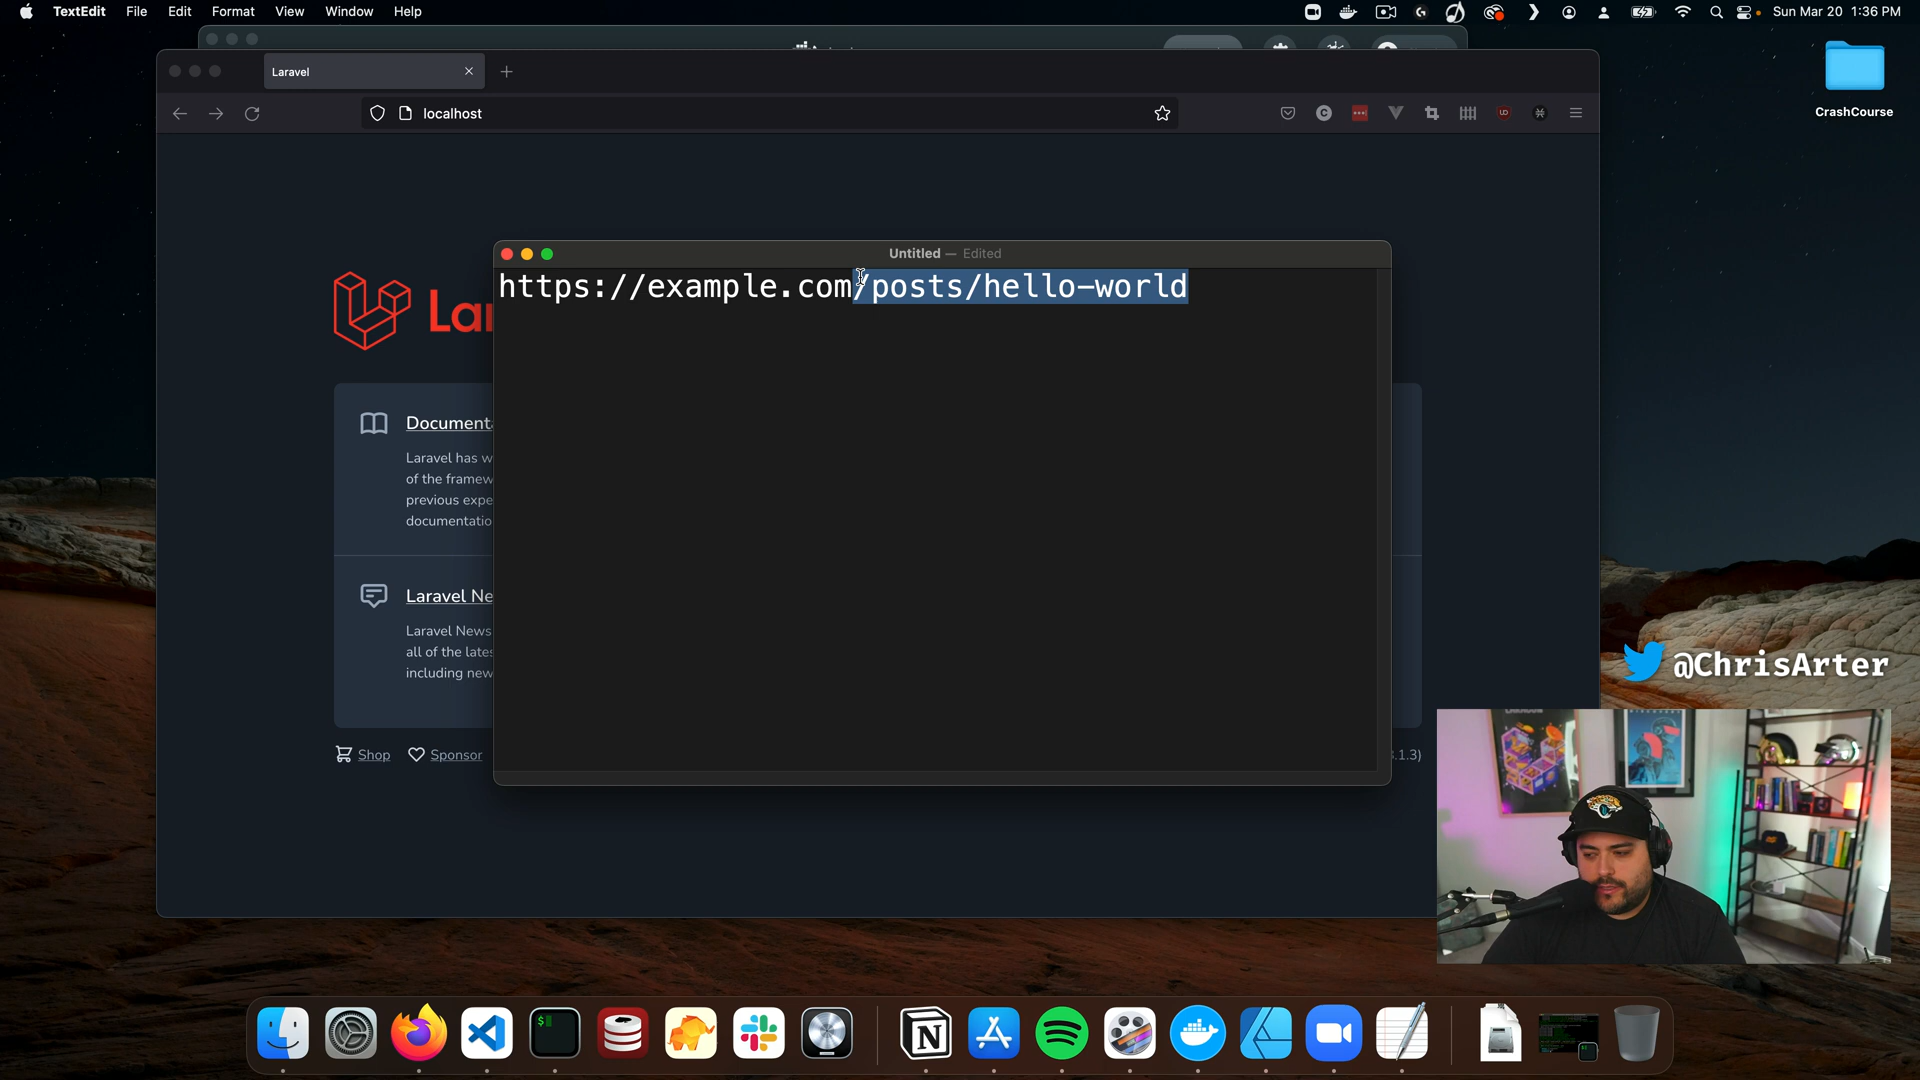 TextEdit File Edit Format View Window Help
Sun Mar 20 1:36 PM
CrashCourse
Laravel
localhost
Untitled — Edited
https://example.com/posts/hello-world
La
Documenta
Laravel has w
of the framew
previous expe
documentatio
Laravel Ne
Laravel News
all of the lates
including new
Shop Sponsor
.1.3)
@ChrisArter